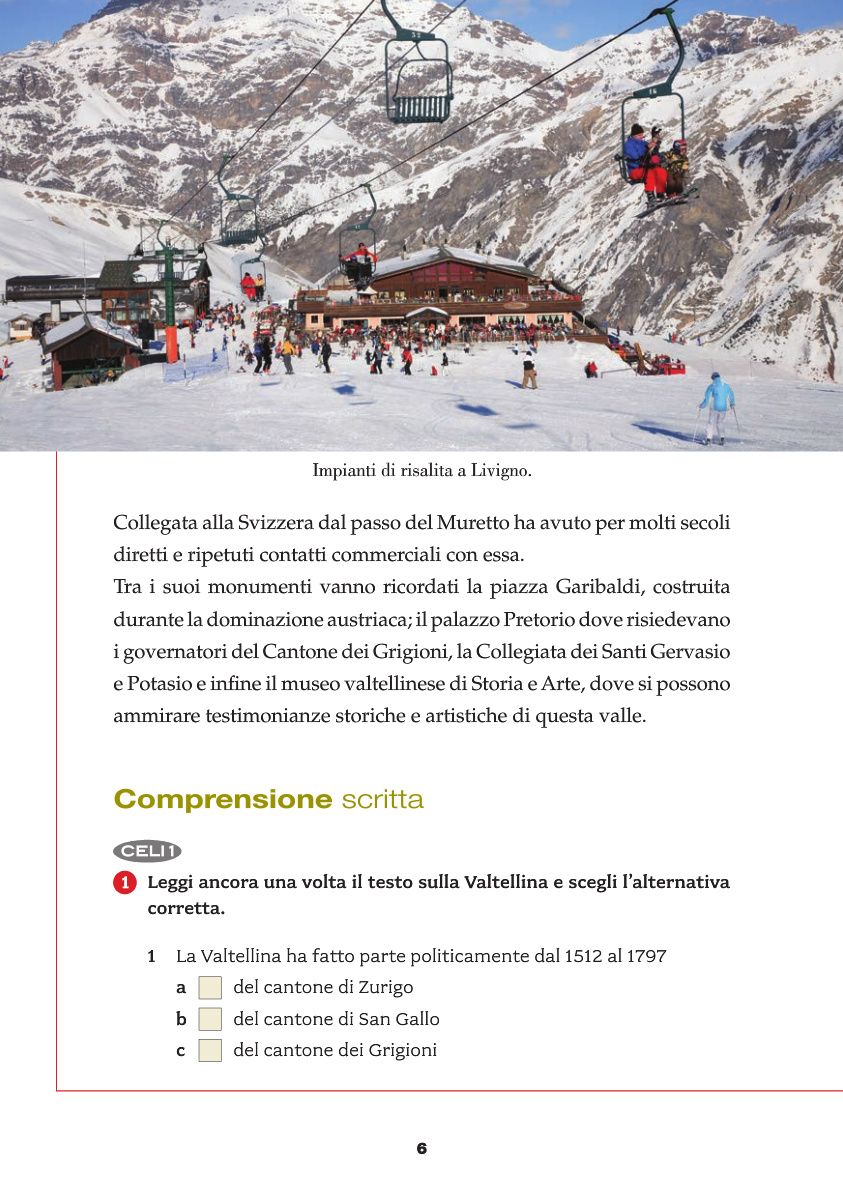 Impianti di risalita a Livigno.
Collegata alla Svizzera dal passo del Muretto ha avuto per molti secoli
diretti e ripetuti contatti commerciali con essa.
Tra i suoi monumenti vanno ricordati la piazza Garibaldi, costruita
durante la dominazione austriaca; il palazzo Pretorio dove risiedevano
i governatori del Cantone dei Grigioni, la Collegiata dei Santi Gervasio
e Potasio e infine il museo valtellinese di Storia e Arte, dove si possono
ammirare testimonianze storiche e artistiche di questa valle.
Comprensione scritta
CELI 1
1 Leggi ancora una volta il testo sulla Valtellina e scegli l'alternativa
corretta.
1 La Valtellina ha fatto parte politicamente dal 1512 al 1797
a del cantone di Zurigo
b del cantone di San Gallo
c del cantone dei Grigioni
6